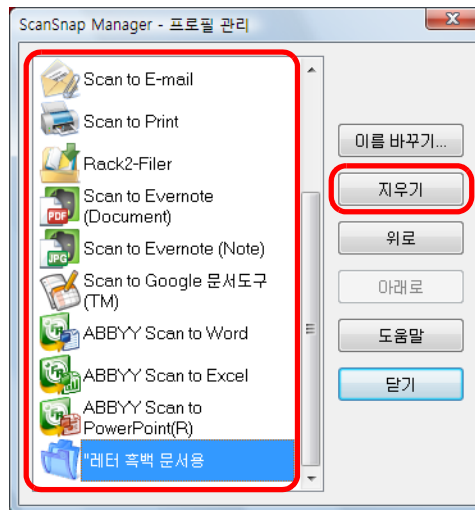 ScanSnap Manager - 프로필 관리
Scan to E-mail
Scan to Print
Rack2-Filer
Scan to Evernote
(Document)
Scan to Evernote (Note)
Scan to Google 문서도구
(TM)
ABBYY Scan to Word
ABBYY Scan to Excel
ABBYY Scan to
PowerPoint(R)
"레터 흑백 문서용
이름 바꾸기...
지우기
위로
아래로
도움말
닫기
PDF
JPG